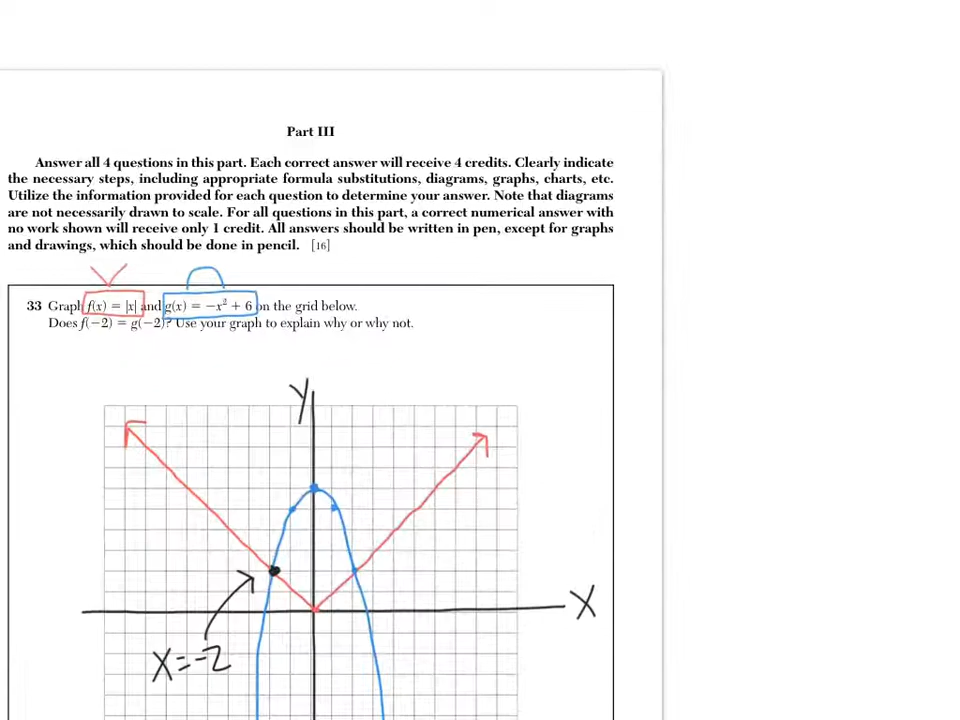 Part III
Answer all 4 questions in this part. Each correct answer will receive 4 credits. Clearly indicate
the necessary steps, including appropriate formula substitutions, diagrams, graphs, charts, etc.
Utilize the information provided for each question to determine your answer. Note that diagrams
are not necessarily drawn to scale. For all questions in this part, a correct numerical answer with
no work shown will receive only 1 credit. All answers should be written in pen, except for graphs
and drawings, which should be done in pencil. [16]
33 Graph f(x) = |x| and g(x) = −x² + 6 on the grid below.
Does f(−2) = g(−2)? Use your graph to explain why or why not.
y
x
x=-2